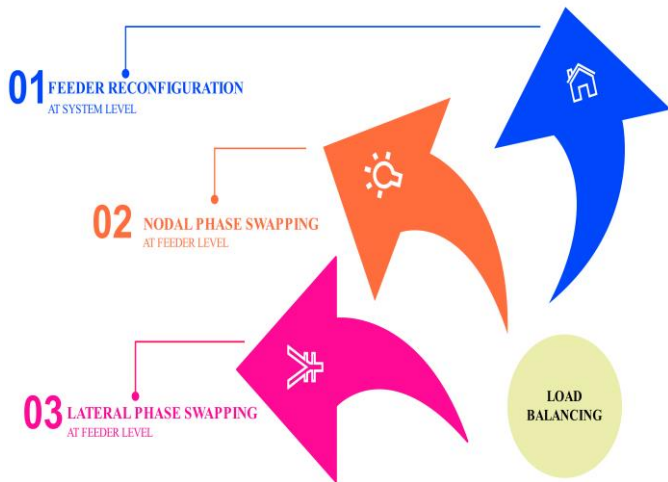 01 FEEDER RECONFIGURATION
AT SYSTEM LEVEL
02 NODAL PHASE SWAPPING
AT FEEDER LEVEL
03 LATERAL PHASE SWAPPING
AT FEEDER LEVEL
LOAD
BALANCING